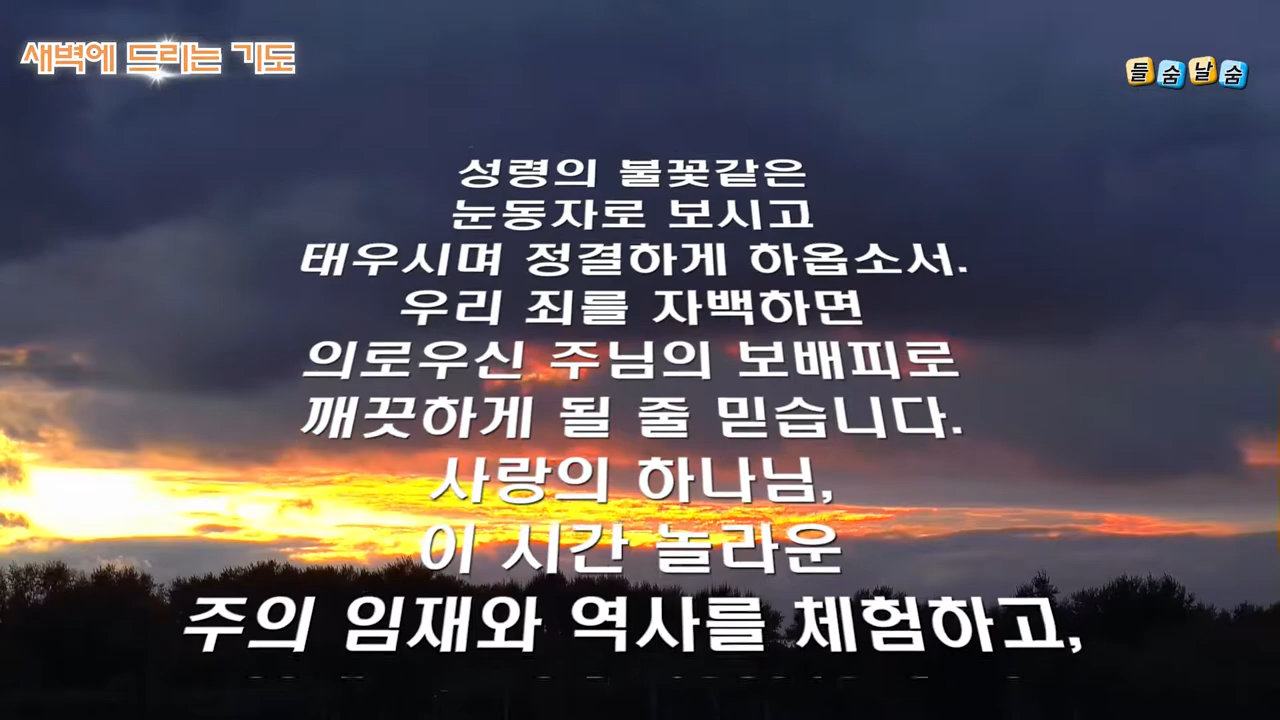 새벽에 드리는 기도
들숨날숨
성령의 불꽃같은
눈동자로 보시고
태우시며 정결하게 하옵소서.
우리 죄를 자백하면
의로우신 주님의 보배피로
깨끗하게 될 줄 믿습니다.
사랑의 하나님,
이 시간 놀라운
주의 임재와 역사를 체험하고,